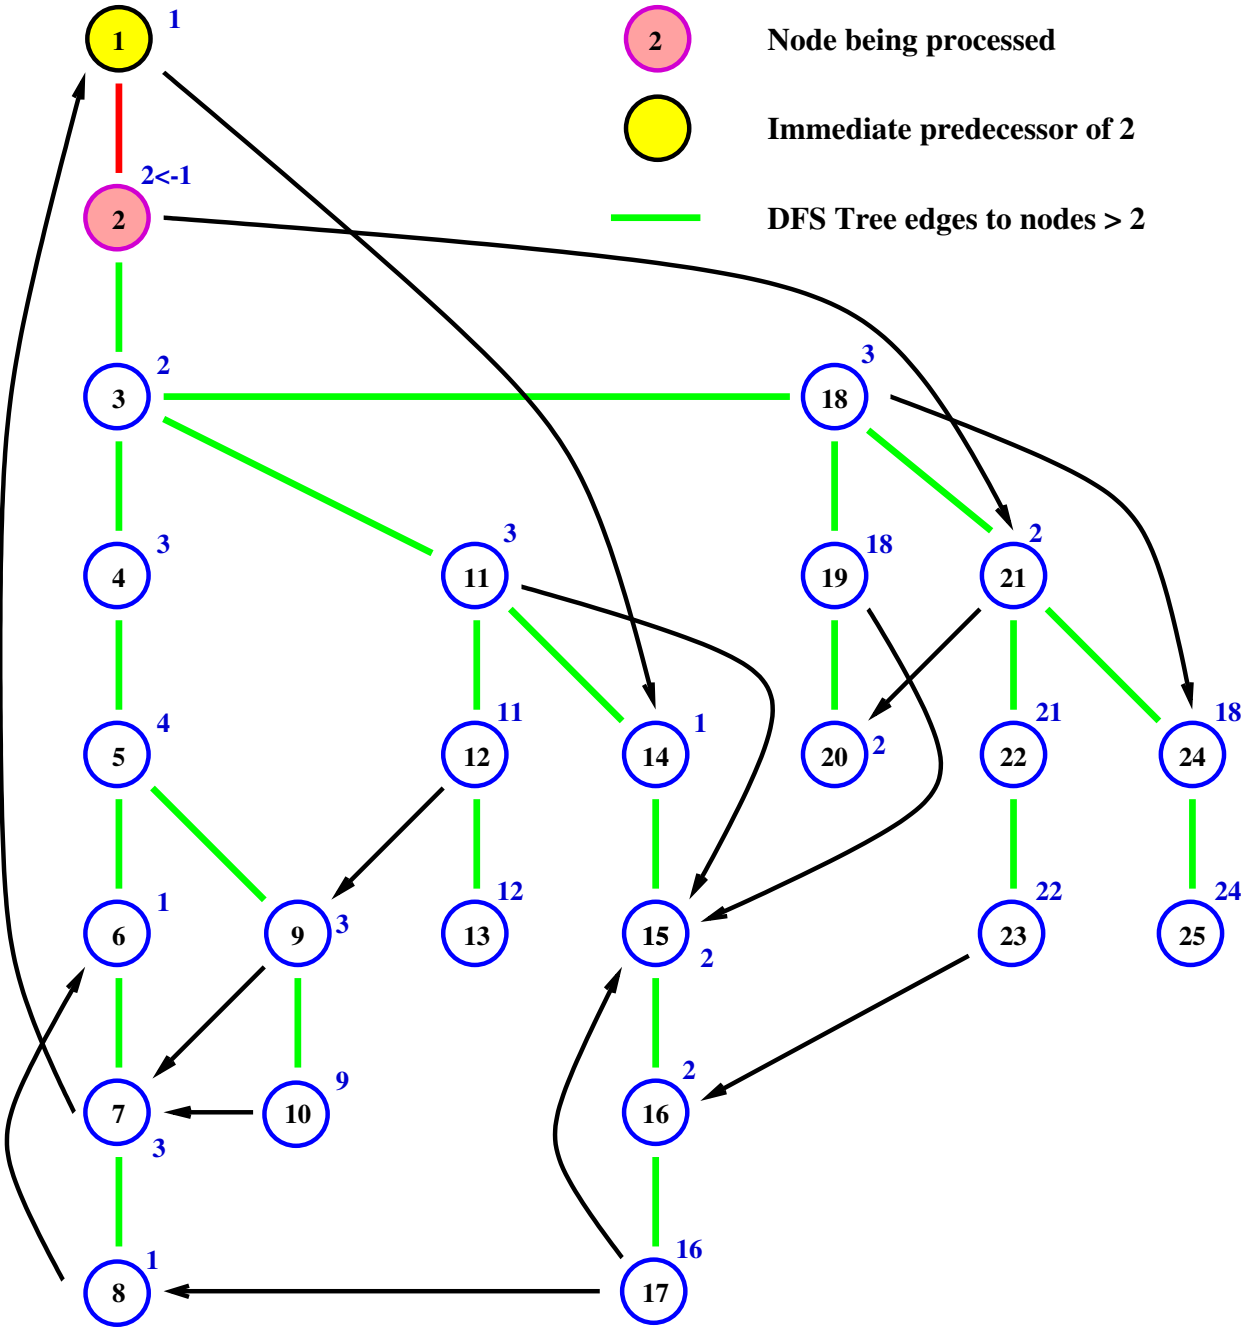 1 1 2 Node being processed
Immediate predecessor of 2
2<-1
2 DFS Tree edges to nodes > 2
2 3
3 18
3 3 18 2
4 11 19 21
4 11 1 21 18
5 12 14 20 2 22 24
1 12 22 24
6 9 3 13 15 23 25
2
9 2
7 10 16
3
1 16
8 17